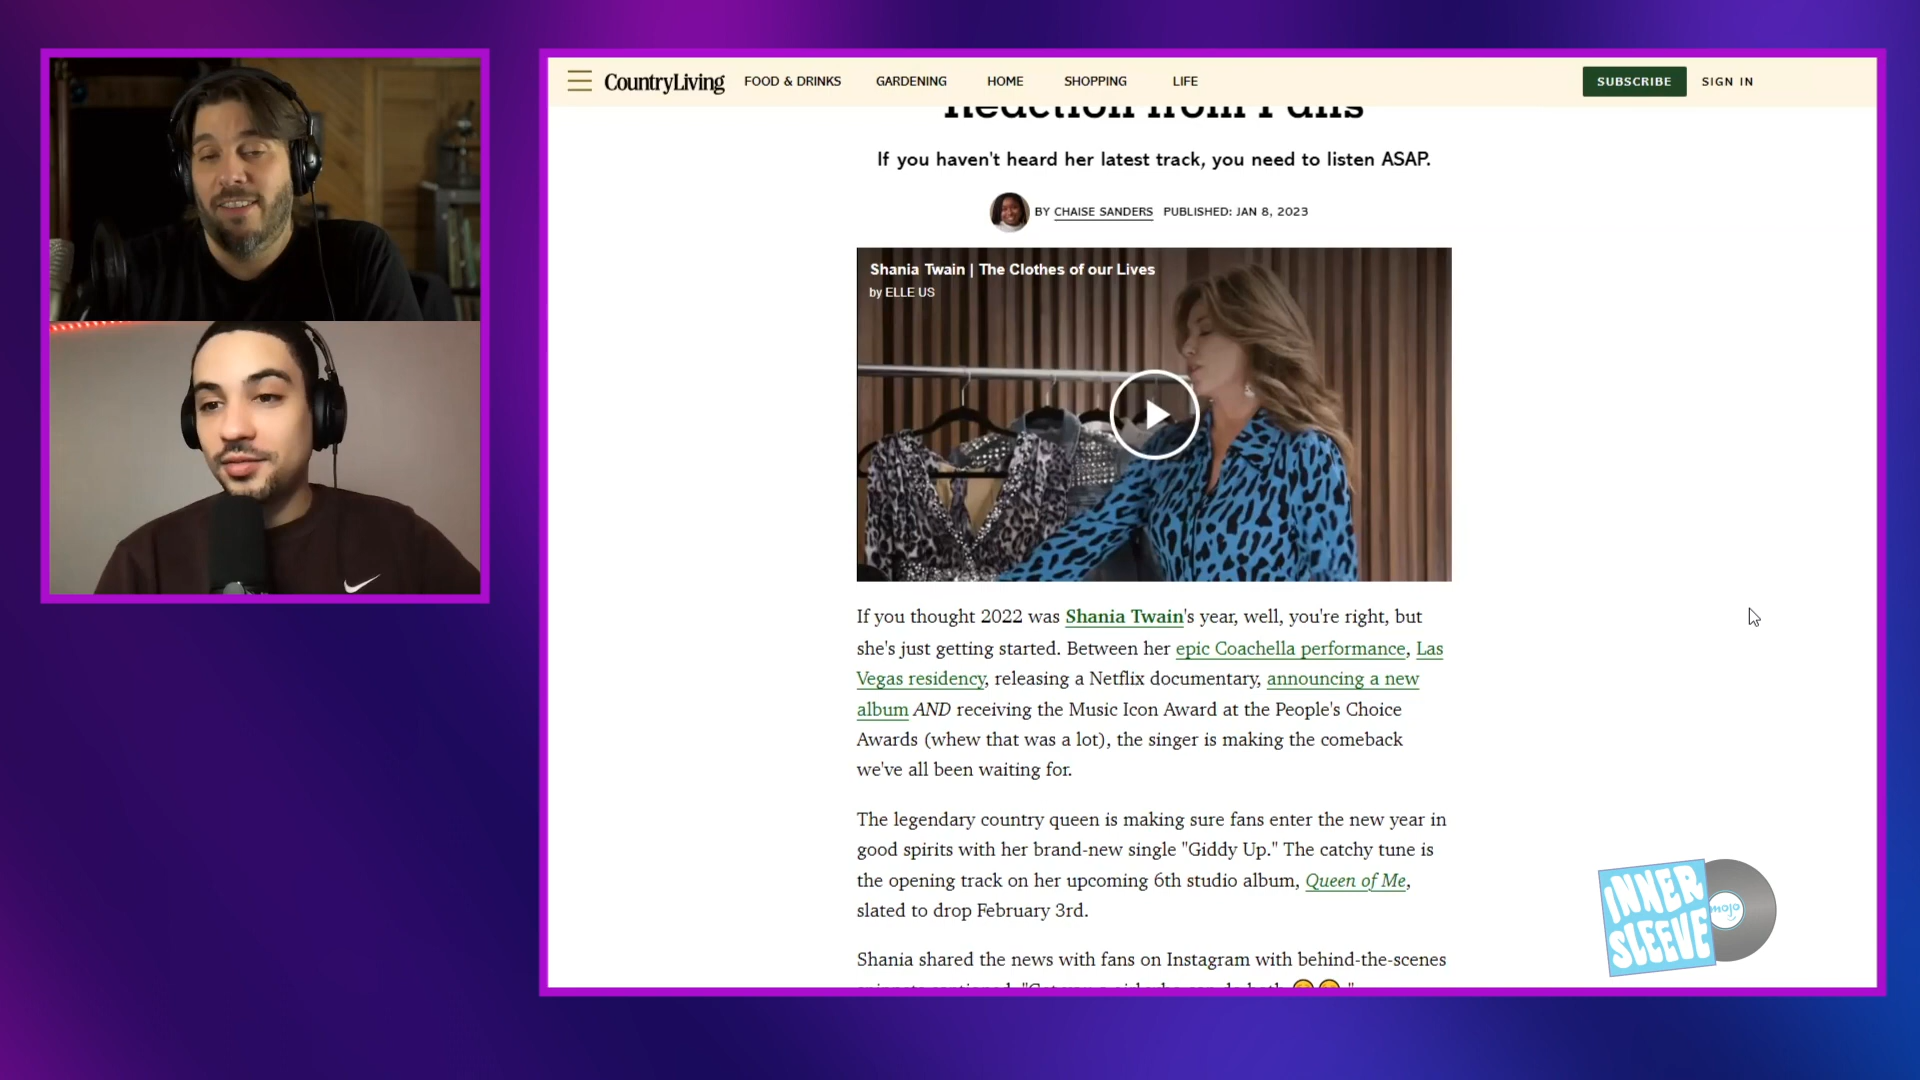 CountryLiving FOOD & DRINKS GARDENING HOME SHOPPING LIFE SUBSCRIBE SIGN IN
Reaction from Fans
If you haven't heard her latest track, you need to listen ASAP.
BY CHAISE SANDERS PUBLISHED: JAN 8, 2023
Shania Twain | The Clothes of our Lives
by ELLE US
If you thought 2022 was Shania Twain's year, well, you're right, but
she's just getting started. Between her epic Coachella performance, Las
Vegas residency, releasing a Netflix documentary, announcing a new
album AND receiving the Music Icon Award at the People's Choice
Awards (whew that was a lot), the singer is making the comeback
we've all been waiting for.
The legendary country queen is making sure fans enter the new year in
good spirits with her brand-new single "Giddy Up." The catchy tune is
the opening track on her upcoming 6th studio album, Queen of Me,
slated to drop February 3rd.
Shania shared the news with fans on Instagram with behind-the-scenes
INNER
SLEEVE
mojo